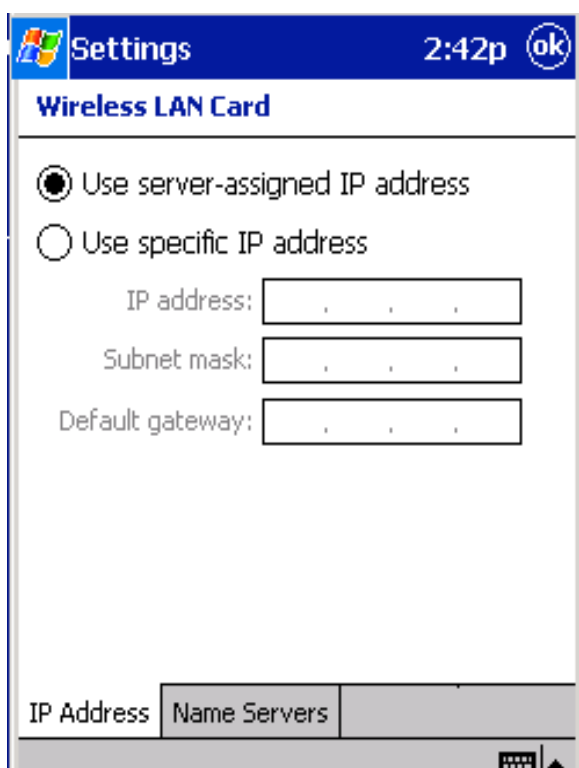 Settings 2:42p ok
Wireless LAN Card
Use server-assigned IP address
Use specific IP address
IP address: . . .
Subnet mask: . . .
Default gateway: . . .
IP Address Name Servers